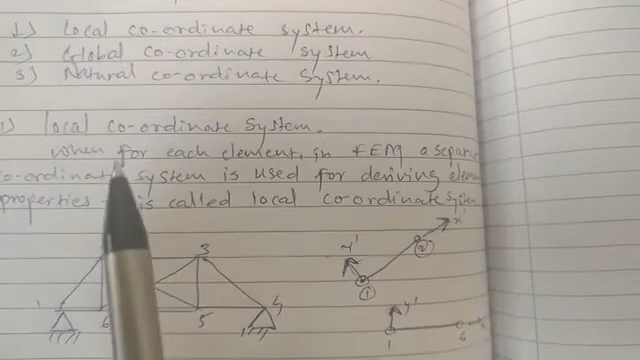 1) Local co-ordinate system.
2) Global co-ordinate system
3) Natural co-ordinate system.
1) Local co-ordinate system.
when for each element, in FEM a
co-ordinate system is used for deriving
properties is called local co-ordinate system
x'
y'
2
3
1
1
6
5
4
y'
1
6